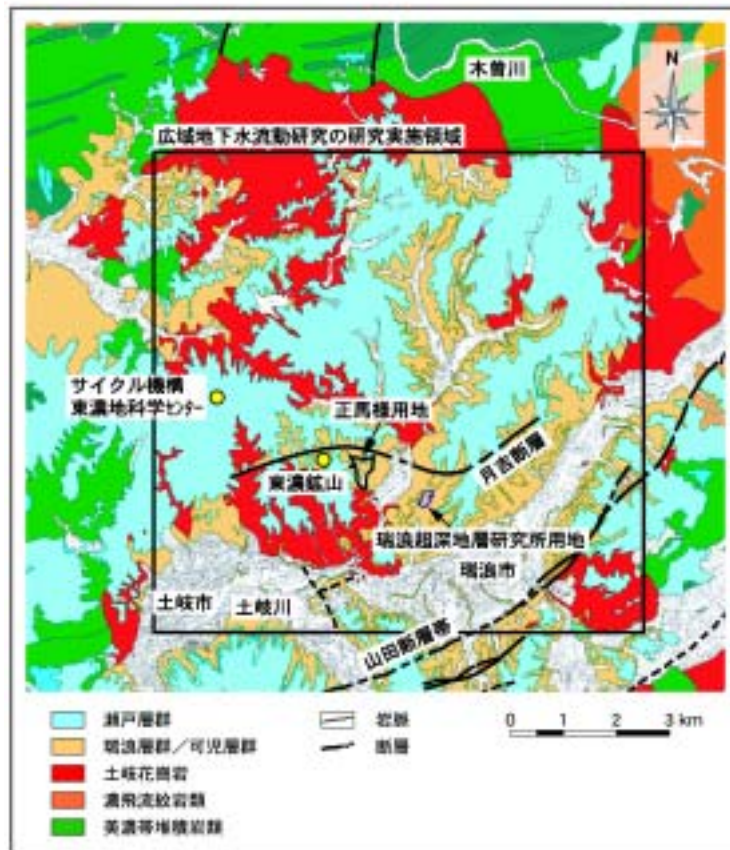 木曽川
N
広域地下水流動研究の研究実施領域
サイクル機構
東濃地科学センター
正馬様用地
東濃鉱山
月吉断層
瑞浪超深地層研究所用地
瑞浪市
土岐市
土岐川
山田断層帯
瀬戸層群
瑞浪層群/可児層群
土岐花崗岩
濃飛流紋岩類
美濃帯堆積岩類
岩脈
断層
0 1 2 3 km